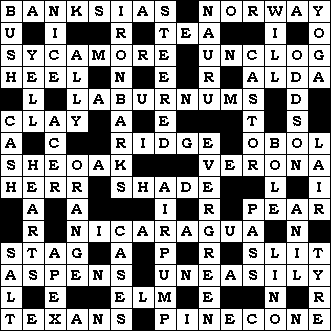 BANKSIAS NORWAY
U I R TEA I O
SYCAMORE UNCLOG
HEEL N E R ALDA
L LABURNUMS D
CLAY A E T S
A C RIDGE OBOL
SHEOAK VERONA
HERR SHADE L I
A A I R PEAR
R NICARAGUA N
STAG A P R SLIT
ASPENS UNEASILY
L E ELM E N R
TEXANS PINECONE